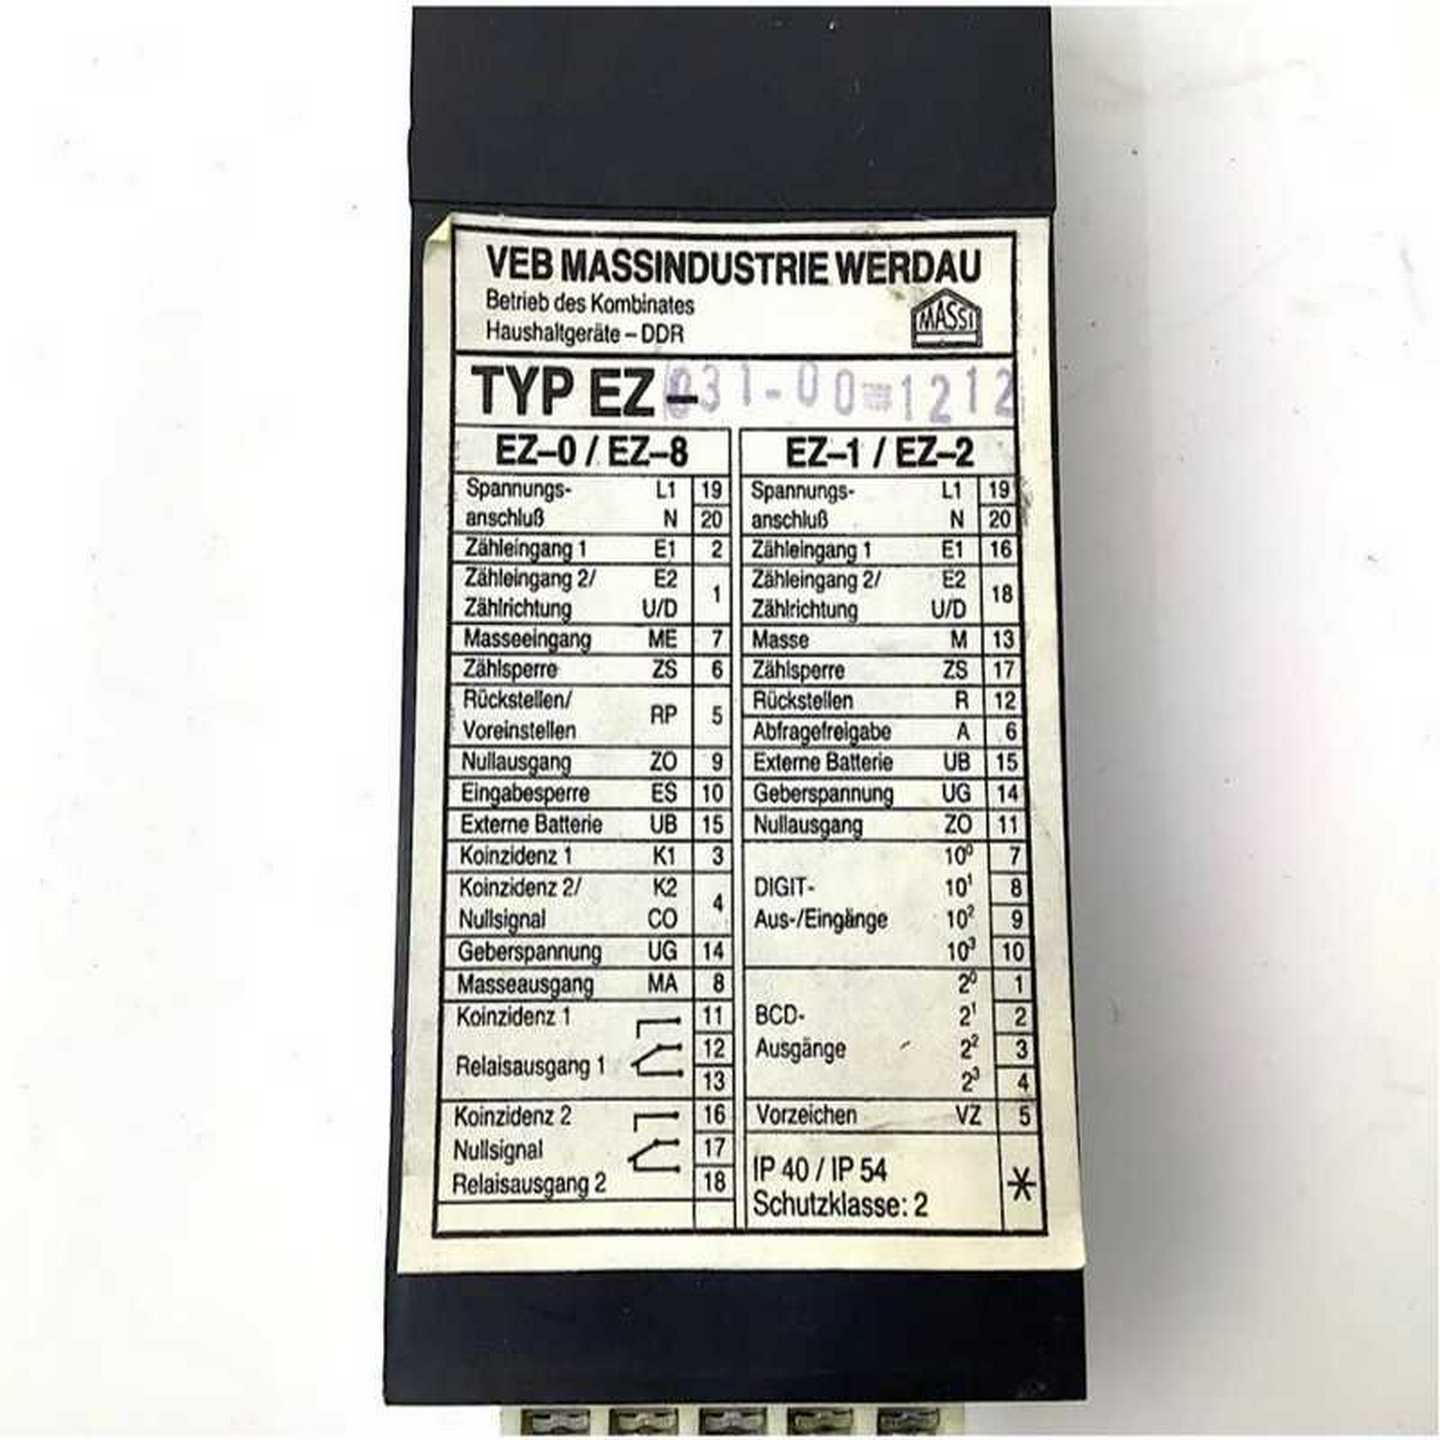 VEB MASSINDUSTRIE WERDAU
Betrieb des Kombinates
Haushaltgeräte – DDR
MASSI
TYP EZ – 031-00 1212
EZ–0 / EZ–8
Spannungs- L1 19
anschluß N 20
Zähleingang 1 E1 2
Zähleingang 2/ E2
Zählrichtung U/D 1
Masseeingang ME 7
Zählsperre ZS 6
Rückstellen/
Voreinstellen RP 5
Nullausgang ZO 9
Eingabesperre ES 10
Externe Batterie UB 15
Koinzidenz 1 K1 3
Koinzidenz 2/ K2
Nullsignal CO 4
Geberspannung UG 14
Masseausgang MA 8
Koinzidenz 1 11
12
Relaisausgang 1
13
Koinzidenz 2 16
Nullsignal 17
Relaisausgang 2 18
EZ–1 / EZ–2
Spannungs- L1 19
anschluß N 20
Zähleingang 1 E1 16
Zähleingang 2/ E2
Zählrichtung U/D 18
Masse M 13
Zählsperre ZS 17
Rückstellen R 12
Abfragefreigabe A 6
Externe Batterie UB 15
Geberspannung UG 14
Nullausgang ZO 11
10⁰ 7
DIGIT- 10¹ 8
Aus-/Eingänge 10² 9
10³ 10
2⁰ 1
BCD- 2¹ 2
Ausgänge 2² 3
2³ 4
Vorzeichen VZ 5
IP 40 / IP 54
Schutzklasse: 2
*